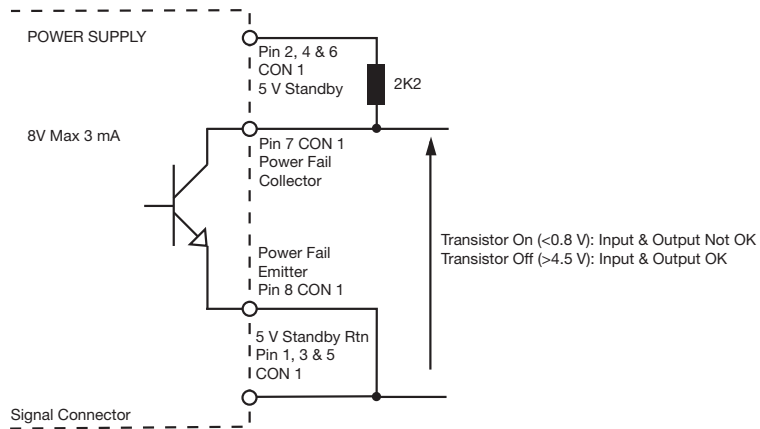 POWER SUPPLY
Pin 2, 4 & 6
CON 1
5 V Standby
2K2
8V Max 3 mA
Pin 7 CON 1
Power Fail
Collector
Transistor On (<0.8 V): Input & Output Not OK
Transistor Off (>4.5 V): Input & Output OK
Power Fail
Emitter
Pin 8 CON 1
5 V Standby Rtn
Pin 1, 3 & 5
CON 1
Signal Connector